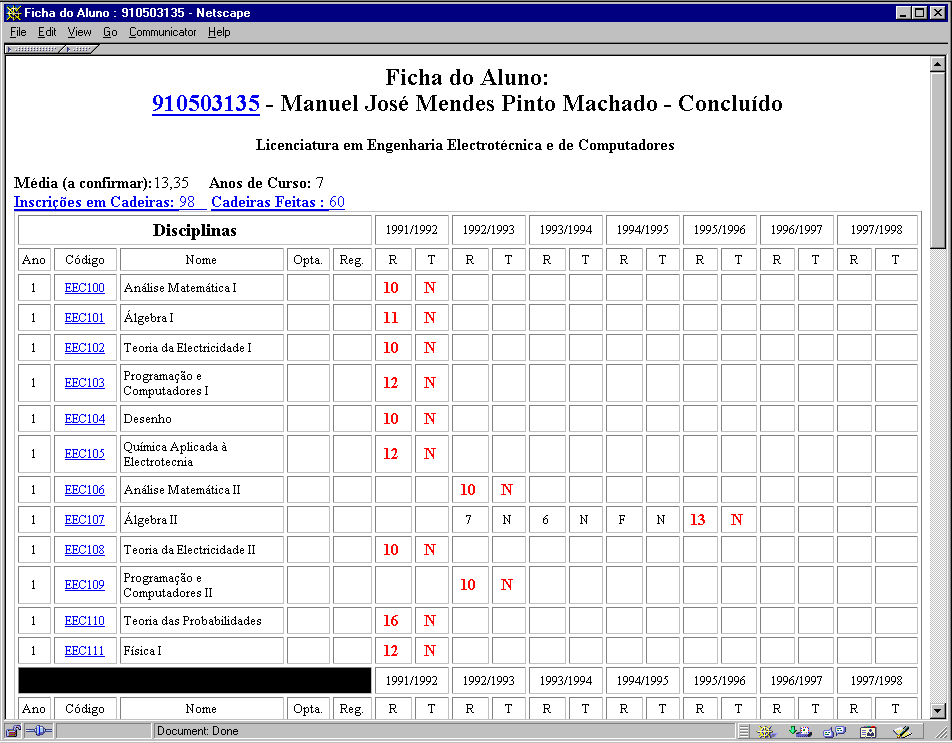 Ficha do Aluno : 910503135 - Netscape
File Edit View Go Communicator Help
Ficha do Aluno:
910503135 - Manuel José Mendes Pinto Machado - Concluído
Licenciatura em Engenharia Electrotécnica e de Computadores
Média (a confirmar):13,35 Anos de Curso: 7
Inscrições em Cadeiras: 98 Cadeiras Feitas : 60
Disciplinas 1991/1992 1992/1993 1993/1994 1994/1995 1995/1996 1996/1997 1997/1998
Ano Código Nome Opta. Reg. R T R T R T R T R T R T R T
1 EEC100 Análise Matemática I 10 N
1 EEC101 Álgebra I 11 N
1 EEC102 Teoria da Electricidade I 10 N
1 EEC103 Programação e
Computadores I 12 N
1 EEC104 Desenho 10 N
1 EEC105 Química Aplicada à
Electrotecnia 12 N
1 EEC106 Análise Matemática II 10 N
1 EEC107 Álgebra II 7 N 6 N F N 13 N
1 EEC108 Teoria da Electricidade II 10 N
1 EEC109 Programação e
Computadores II 10 N
1 EEC110 Teoria das Probabilidades 16 N
1 EEC111 Física I 12 N
1991/1992 1992/1993 1993/1994 1994/1995 1995/1996 1996/1997 1997/1998
Ano Código Nome Opta. Reg. R T R T R T R T R T R T R T
Document: Done